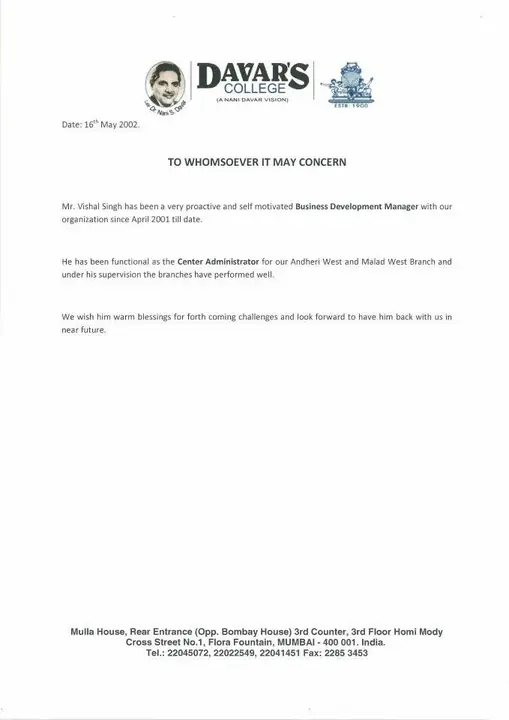 DAVAR'S
COLLEGE
(A NANI DAVAR VISION)
Late Dr. Nani S. Davar
ESTB 1900
Date: 16th May 2002.
TO WHOMSOEVER IT MAY CONCERN
Mr. Vishal Singh has been a very proactive and self motivated Business Development Manager with our
organization since April 2001 till date.
He has been functional as the Center Administrator for our Andheri West and Malad West Branch and
under his supervision the branches have performed well.
We wish him warm blessings for forth coming challenges and look forward to have him back with us in
near future.
Mulla House, Rear Entrance (Opp. Bombay House) 3rd Counter, 3rd Floor Homi Mody
Cross Street No.1, Flora Fountain, MUMBAI - 400 001. India.
Tel.: 22045072, 22022549, 22041451 Fax: 2285 3453